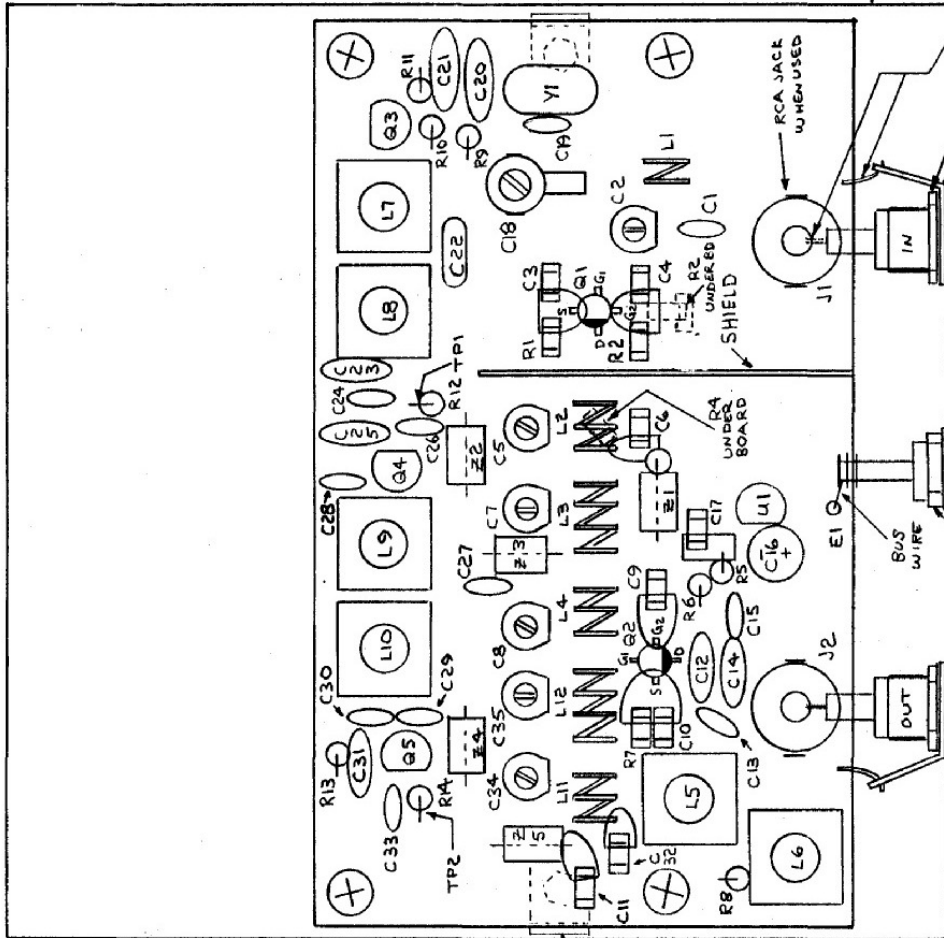 R11
C21
C20
Y1
Q3
R10
R9
C19
L1
RCA JACK
WHEN USED
L7
C18
C2
C1
IN
C22
C3
Q1
G1
S
D
G2
C4
R2
UNDER BD
J1
L8
R1
R2
SHIELD
C23
TP1
C24
R12
L2
R4
UNDER
BOARD
C25
C26
Z2
C5
C6
Q4
C28
C7
L3
Z1
C17
U1
E1
BUS
WIRE
L9
Z3
C16
+
C27
C9
R5
R6
L4
Q2
G2
G1
D
S
C15
L10
C8
C12
C14
J2
C30
C29
L12
OUT
C35
R13
C31
Q5
Z4
R7
C10
C13
C34
L11
L5
R14
C33
TP2
Z5
C32
L6
R8
C11